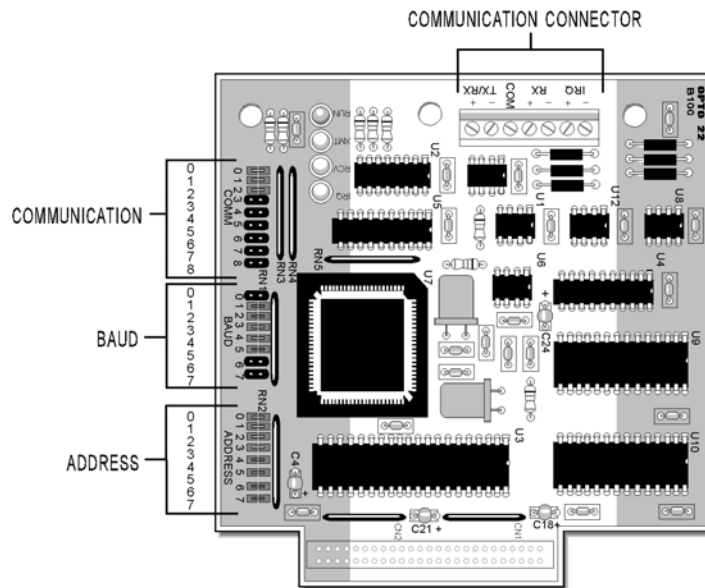 COMMUNICATION CONNECTOR
TX/RX
+ −
COM
RX
+ −
IRQ
+ −
OPTO 22
B100
RUN
XMT
RCV
IRQ
U2
U5
U1
U12
U8
COMMUNICATION
0
1
2
3
4
5
6
7
8
0 1 2 3 4 5 6 7 8
COMM
RN3
RN4
RN5
RN1
U7
U6
U4
+
C24
BAUD
0
1
2
3
4
5
6
7
0 1 2 3 4 5 6 7
BAUD
U9
RN2
ADDRESS
0
1
2
3
4
5
6
7
0 1 2 3 4 5 6 7
ADDRESS
C4
+
U3
U10
CN2
C21 +
CN1
C18+